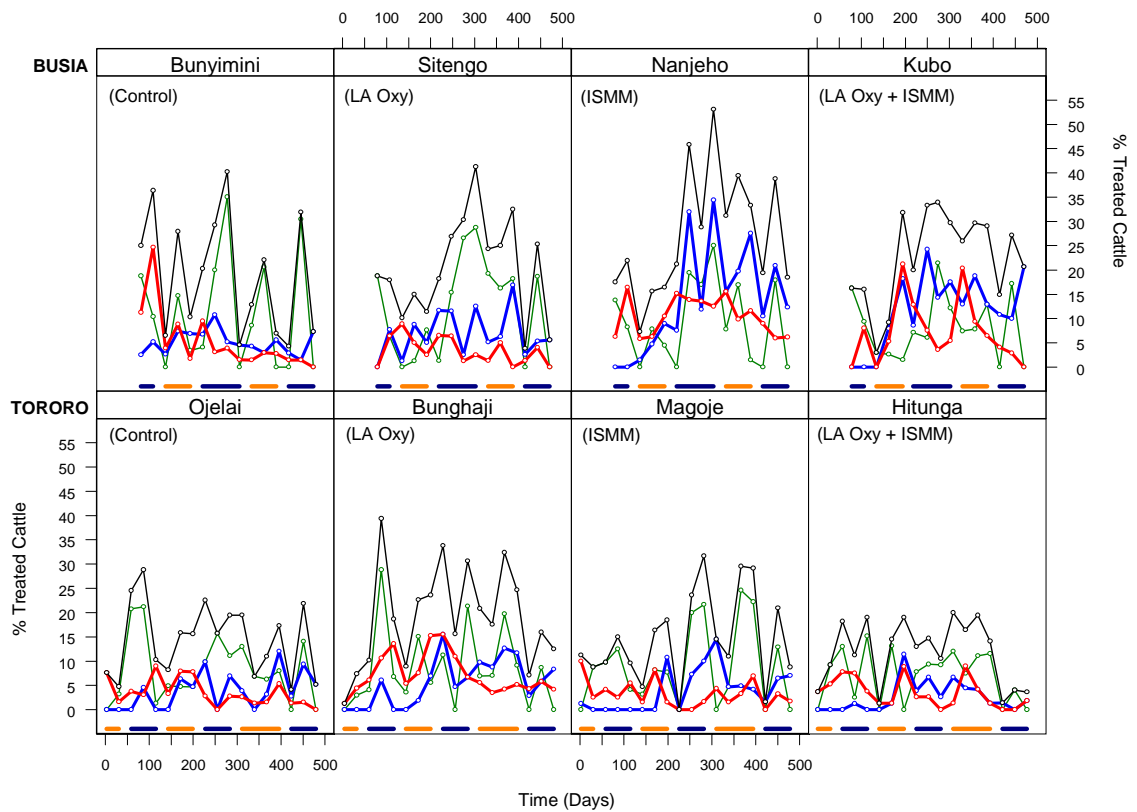 0 100 200 300 400 500 0 100 200 300 400 500
BUSIA Bunyimini Sitengo Nanjeho Kubo
(Control) (LA Oxy) (ISMM) (LA Oxy + ISMM)
55
50
45
40
35
30
25
20
15
10
5
0
% Treated Cattle
TORORO Ojelai Bunghaji Magoje Hitunga
(Control) (LA Oxy) (ISMM) (LA Oxy + ISMM)
55
50
45
40
35
30
25
20
15
10
5
0
% Treated Cattle
0 100 200 300 400 500 0 100 200 300 400 500
Time (Days)